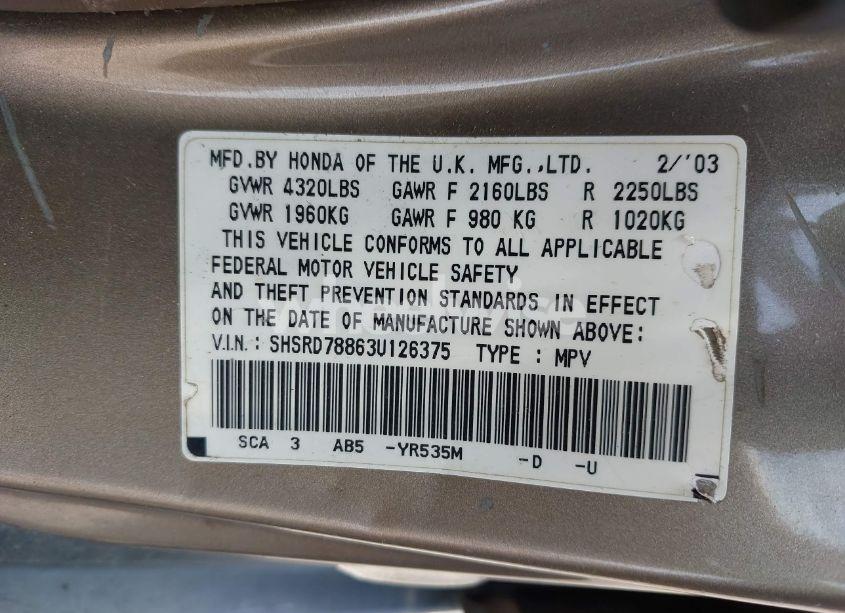 MFD.BY HONDA OF THE U.K. MFG.,LTD. 2/'03
GVWR 4320LBS GAWR F 2160LBS R 2250LBS
GVWR 1960KG GAWR F 980 KG R 1020KG
THIS VEHICLE CONFORMS TO ALL APPLICABLE
FEDERAL MOTOR VEHICLE SAFETY
AND THEFT PREVENTION STANDARDS IN EFFECT
ON THE DATE OF MANUFACTURE SHOWN ABOVE:
V.I.N.: SHSRD78863U126375 TYPE : MPV
SCA 3 AB5 -YR535M -D -U